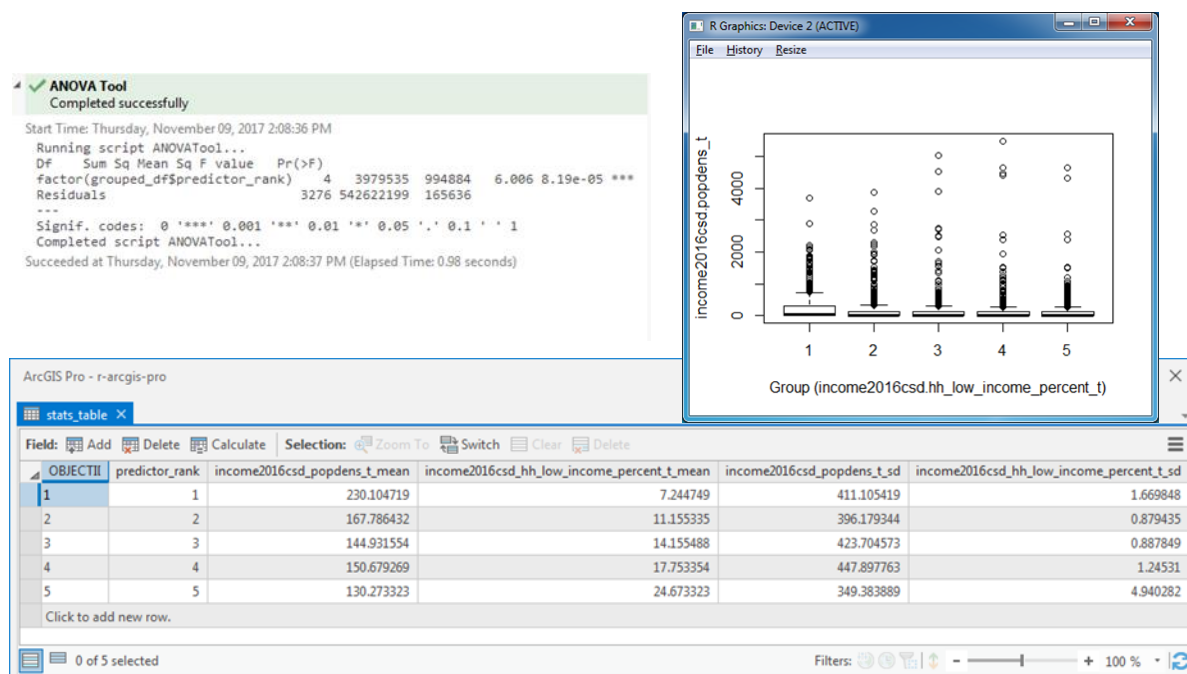 ANOVA Tool
Completed successfully
Start Time: Thursday, November 09, 2017 2:08:36 PM
Running script ANOVATool...
Df Sum Sq Mean Sq F value Pr(>F)
factor(grouped_df$predictor_rank) 4 3979535 994884 6.006 8.19e-05 ***
Residuals 3276 542622199 165636
---
Signif. codes: 0 '***' 0.001 '**' 0.01 '*' 0.05 '.' 0.1 ' ' 1
Completed script ANOVATool...
Succeeded at Thursday, November 09, 2017 2:08:37 PM (Elapsed Time: 0.98 seconds)
R Graphics: Device 2 (ACTIVE)
File History Resize
income2016csd.popdens_t
4000
2000
0
1 2 3 4 5
Group (income2016csd.hh_low_income_percent_t)
ArcGIS Pro - r-arcgis-pro
stats_table
Field: Add Delete Calculate Selection: Zoom To Switch Clear Delete
OBJECTII predictor_rank income2016csd_popdens_t_mean income2016csd_hh_low_income_percent_t_mean income2016csd_popdens_t_sd income2016csd_hh_low_income_percent_t_sd
1 1 230.104719 7.244749 411.105419 1.669848
2 2 167.786432 11.155335 396.179344 0.879435
3 3 144.931554 14.155488 423.704573 0.887849
4 4 150.679269 17.753354 447.897763 1.24531
5 5 130.273323 24.673323 349.383889 4.940282
Click to add new row.
0 of 5 selected
Filters:
- + 100 %